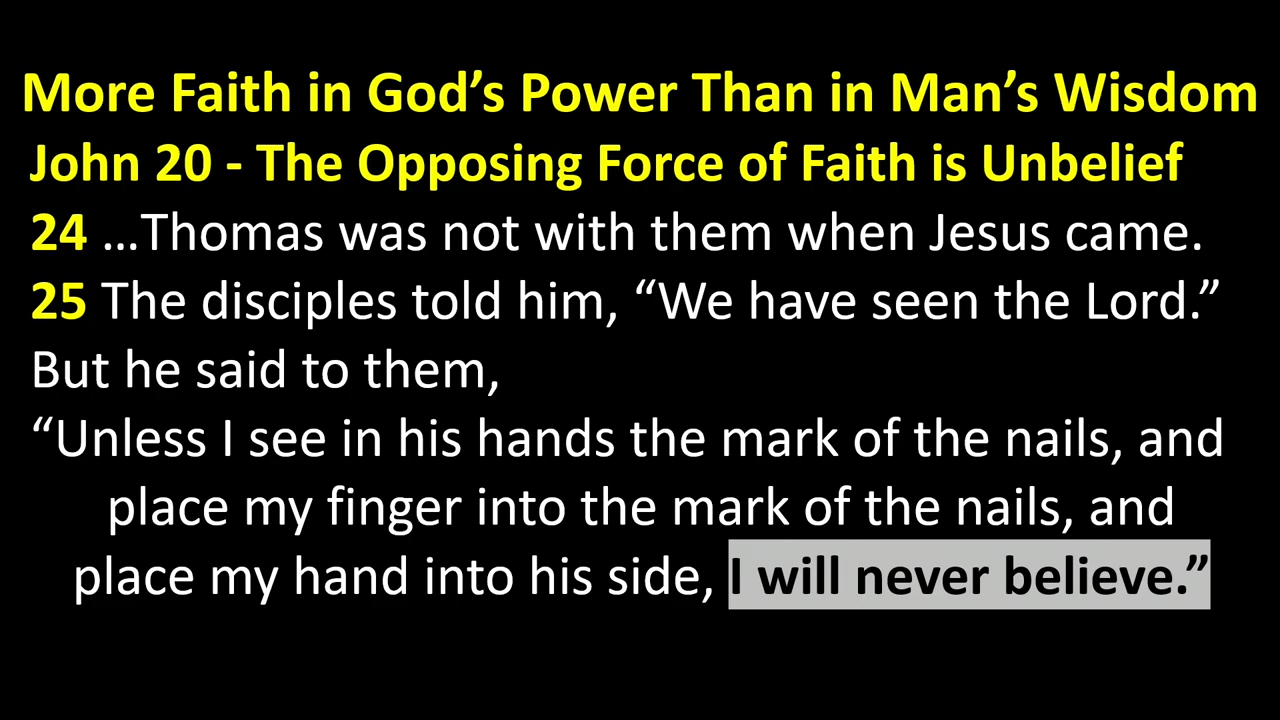 More Faith in God’s Power Than in Man’s Wisdom
John 20 - The Opposing Force of Faith is Unbelief
24 …Thomas was not with them when Jesus came.
25 The disciples told him, “We have seen the Lord.”
But he said to them,
“Unless I see in his hands the mark of the nails, and
place my finger into the mark of the nails, and
place my hand into his side, I will never believe.”